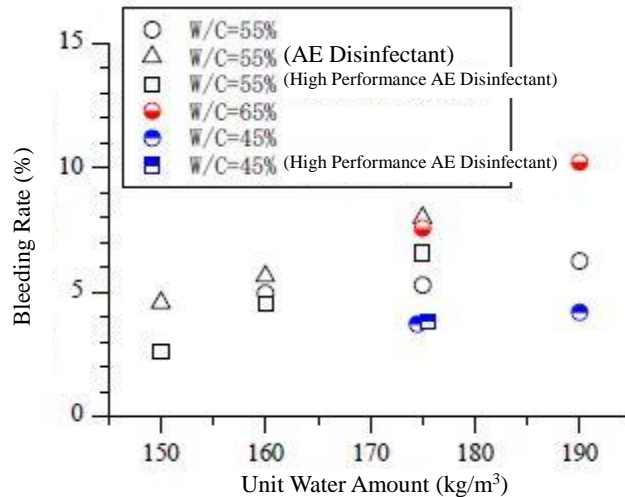 W/C=55%
W/C=55% (AE Disinfectant)
W/C=55% (High Performance AE Disinfectant)
W/C=65%
W/C=45%
W/C=45% (High Performance AE Disinfectant)
15
10
5
0
Bleeding Rate (%)
150 160 170 180 190
Unit Water Amount (kg/m³)